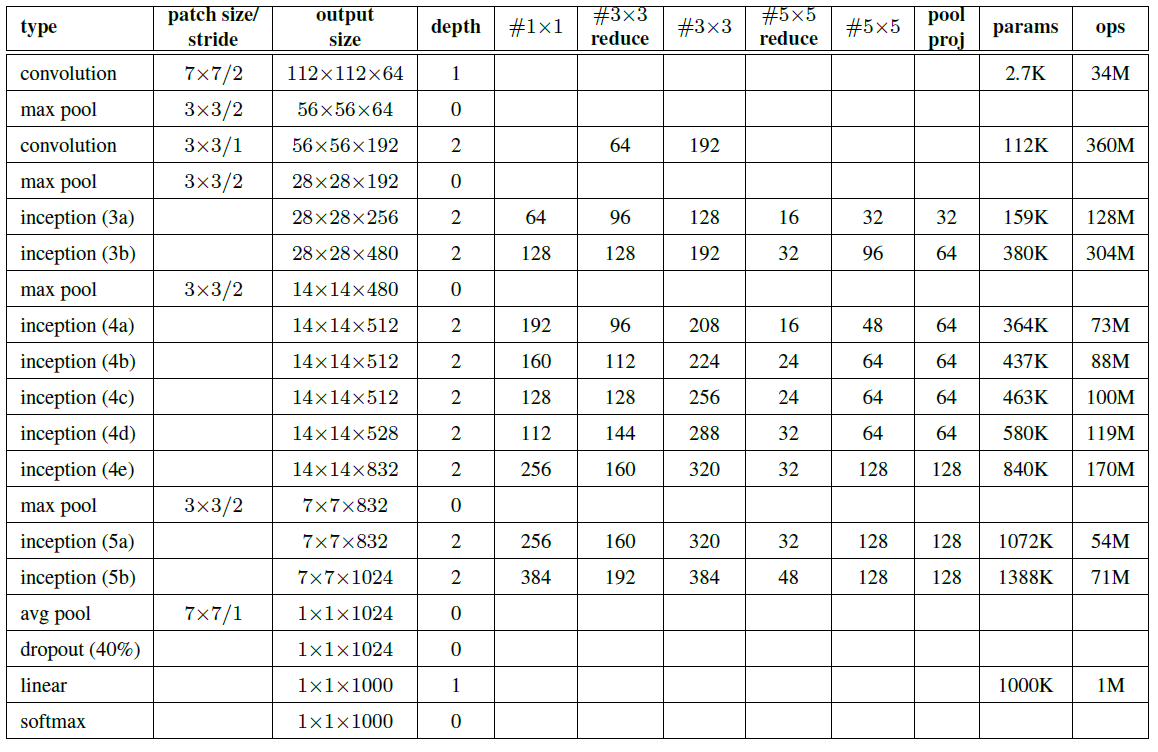 type patch size/ stride output size depth #1×1 #3×3 reduce #3×3 #5×5 reduce #5×5 pool proj params ops
convolution 7×7/2 112×112×64 1 2.7K 34M
max pool 3×3/2 56×56×64 0
convolution 3×3/1 56×56×192 2 64 192 112K 360M
max pool 3×3/2 28×28×192 0
inception (3a) 28×28×256 2 64 96 128 16 32 32 159K 128M
inception (3b) 28×28×480 2 128 128 192 32 96 64 380K 304M
max pool 3×3/2 14×14×480 0
inception (4a) 14×14×512 2 192 96 208 16 48 64 364K 73M
inception (4b) 14×14×512 2 160 112 224 24 64 64 437K 88M
inception (4c) 14×14×512 2 128 128 256 24 64 64 463K 100M
inception (4d) 14×14×528 2 112 144 288 32 64 64 580K 119M
inception (4e) 14×14×832 2 256 160 320 32 128 128 840K 170M
max pool 3×3/2 7×7×832 0
inception (5a) 7×7×832 2 256 160 320 32 128 128 1072K 54M
inception (5b) 7×7×1024 2 384 192 384 48 128 128 1388K 71M
avg pool 7×7/1 1×1×1024 0
dropout (40%) 1×1×1024 0
linear 1×1×1000 1 1000K 1M
softmax 1×1×1000 0